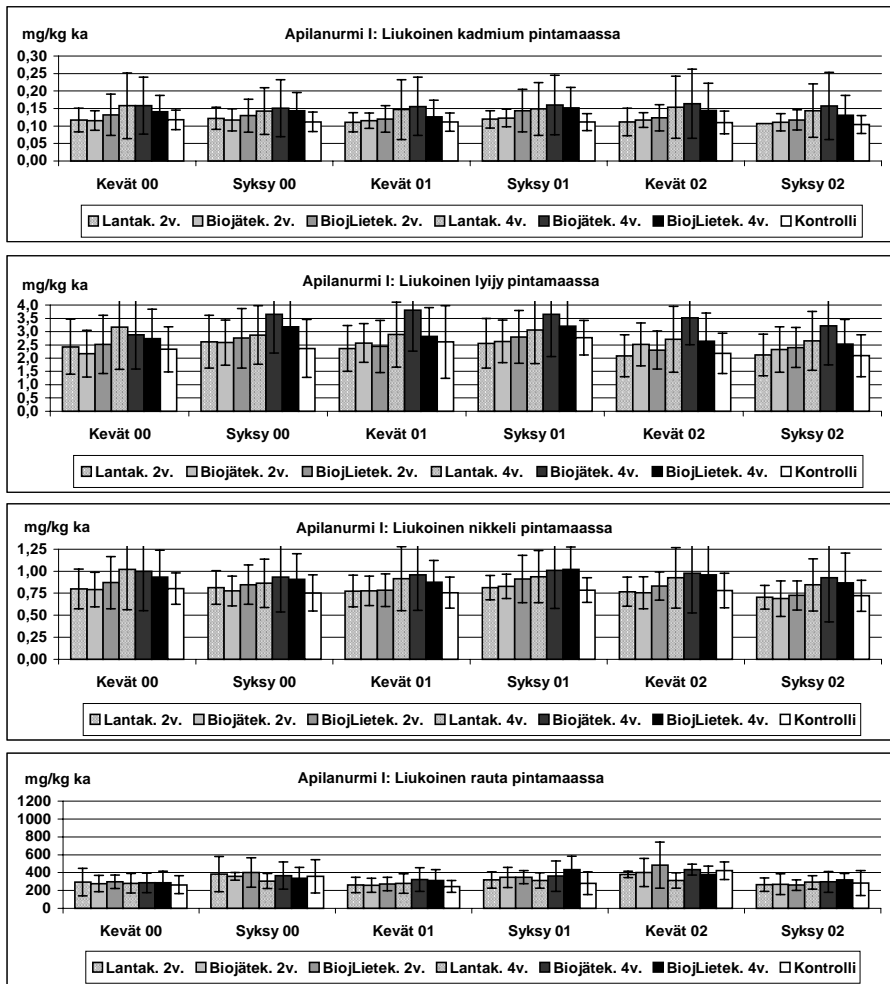 mg/kg ka
Apilanurmi I: Liukoinen kadmium pintamaassa
0,30
0,25
0,20
0,15
0,10
0,05
0,00
Kevät 00 Syksy 00 Kevät 01 Syksy 01 Kevät 02 Syksy 02
Lantak. 2v. Biojätek. 2v. BiojLietek. 2v. Lantak. 4v. Biojätek. 4v. BiojLietek. 4v. Kontrolli
mg/kg ka
Apilanurmi I: Liukoinen lyijy pintamaassa
4,0
3,5
3,0
2,5
2,0
1,5
1,0
0,5
0,0
Kevät 00 Syksy 00 Kevät 01 Syksy 01 Kevät 02 Syksy 02
Lantak. 2v. Biojätek. 2v. BiojLietek. 2v. Lantak. 4v. Biojätek. 4v. BiojLietek. 4v. Kontrolli
mg/kg ka
Apilanurmi I: Liukoinen nikkeli pintamaassa
1,25
1,00
0,75
0,50
0,25
0,00
Kevät 00 Syksy 00 Kevät 01 Syksy 01 Kevät 02 Syksy 02
Lantak. 2v. Biojätek. 2v. BiojLietek. 2v. Lantak. 4v. Biojätek. 4v. BiojLietek. 4v. Kontrolli
mg/kg ka
Apilanurmi I: Liukoinen rauta pintamaassa
1200
1000
800
600
400
200
0
Kevät 00 Syksy 00 Kevät 01 Syksy 01 Kevät 02 Syksy 02
Lantak. 2v. Biojätek. 2v. BiojLietek. 2v. Lantak. 4v. Biojätek. 4v. BiojLietek. 4v. Kontrolli